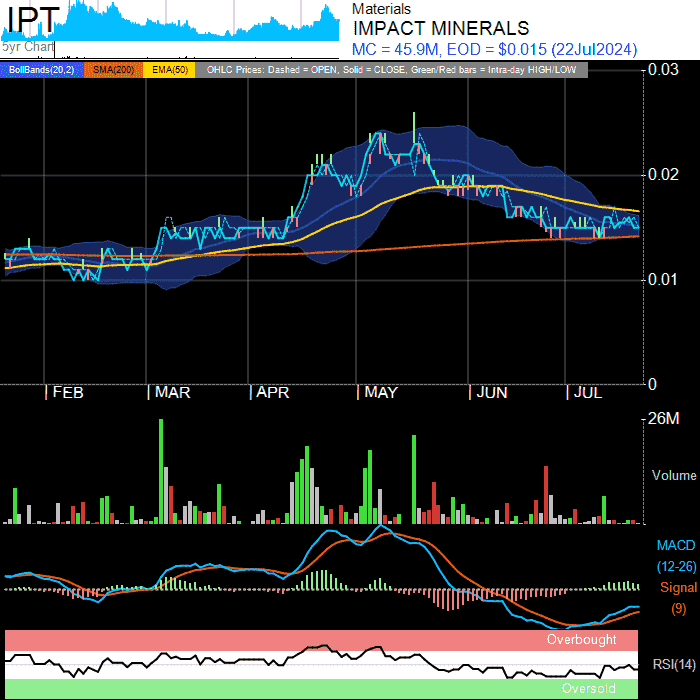 IPT
5yr Chart
Materials
IMPACT MINERALS
MC = 45.9M, EOD = $0.015 (22Jul2024)
BollBands(20,2) SMA(200) EMA(50) OHLC Prices: Dashed = OPEN, Solid = CLOSE, Green/Red bars = Intra-day HIGH/LOW
0.03
0.02
0.01
0
FEB MAR APR MAY JUN JUL
26M
Volume
MACD
(12-26)
Signal
(9)
Overbought
RSI(14)
Oversold